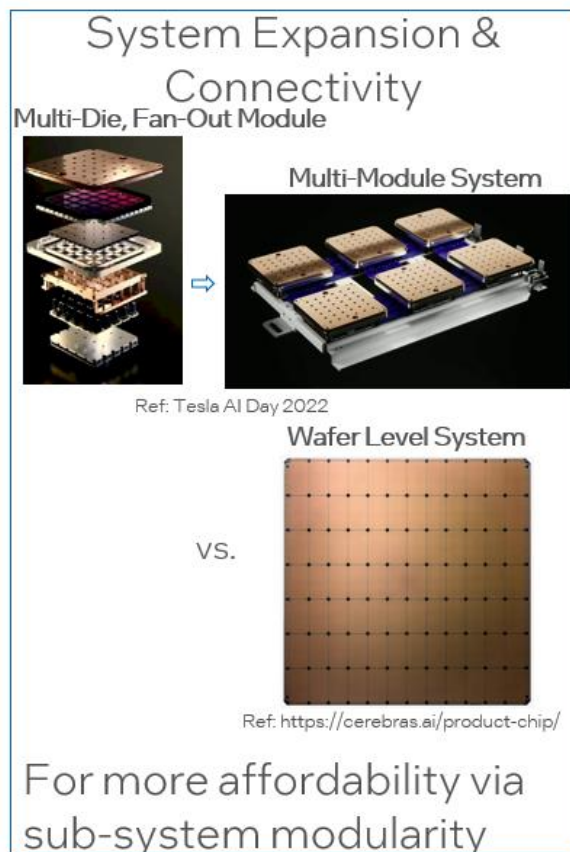 System Expansion &
Connectivity
Multi-Die, Fan-Out Module
Multi-Module System
Ref: Tesla AI Day 2022
Wafer Level System
vs.
Ref: https://cerebras.ai/product-chip/
For more affordability via
sub-system modularity